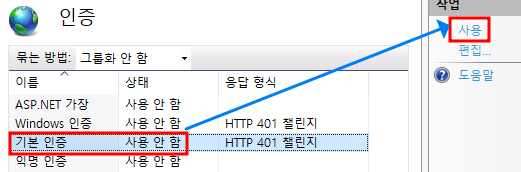 인증
묶는 방법: 그룹화 안 함
이름 상태 응답 형식
ASP.NET 가장 사용 안 함
Windows 인증 사용 안 함 HTTP 401 챌린지
기본 인증 사용 안 함 HTTP 401 챌린지
익명 인증 사용 안 함
작업
사용
편집...
도움말